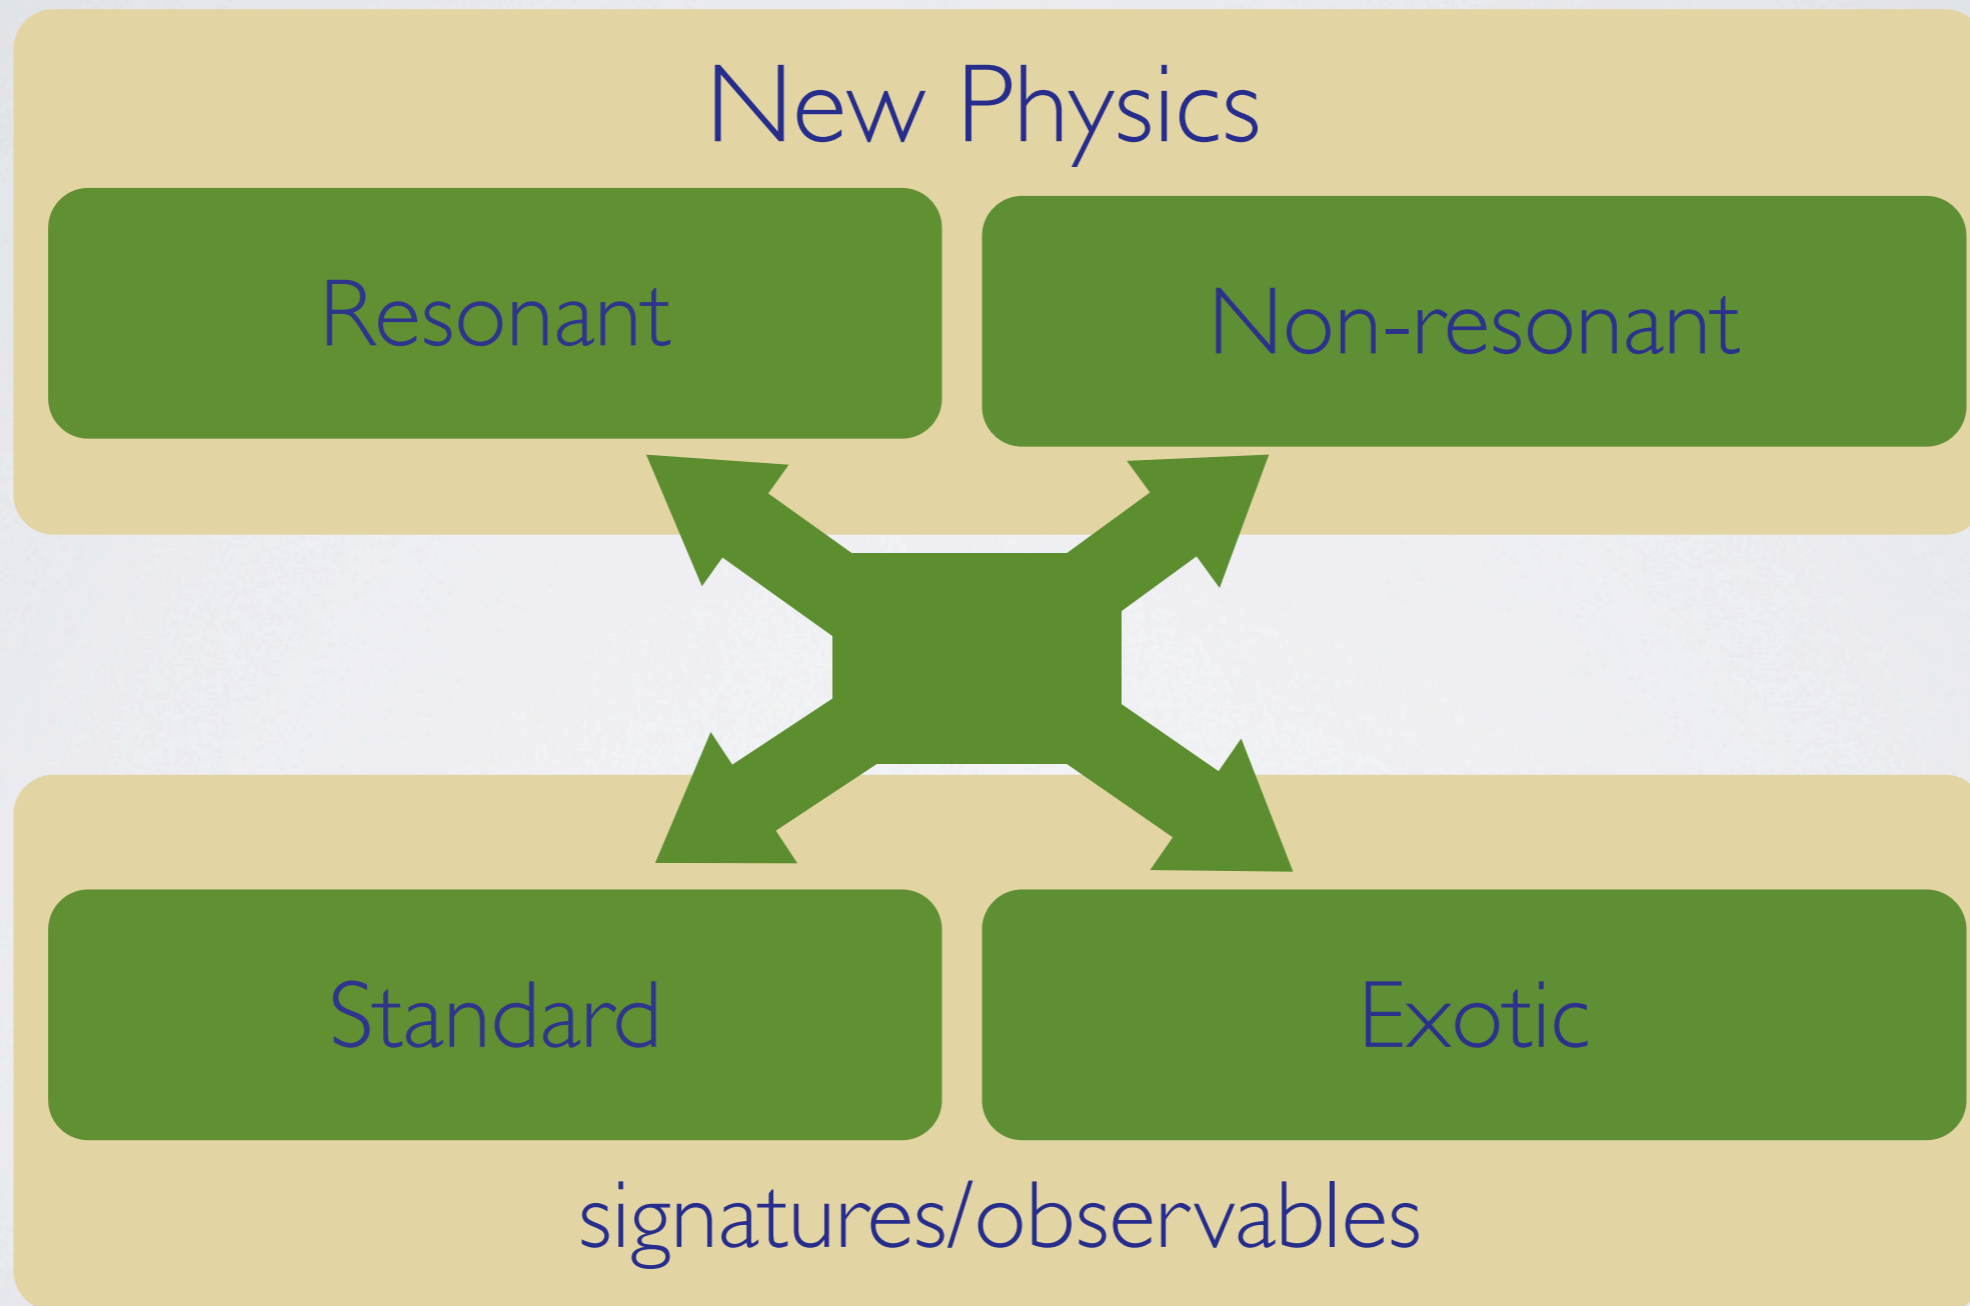 New Physics
Resonant
Non-resonant
Standard
Exotic
signatures/observables